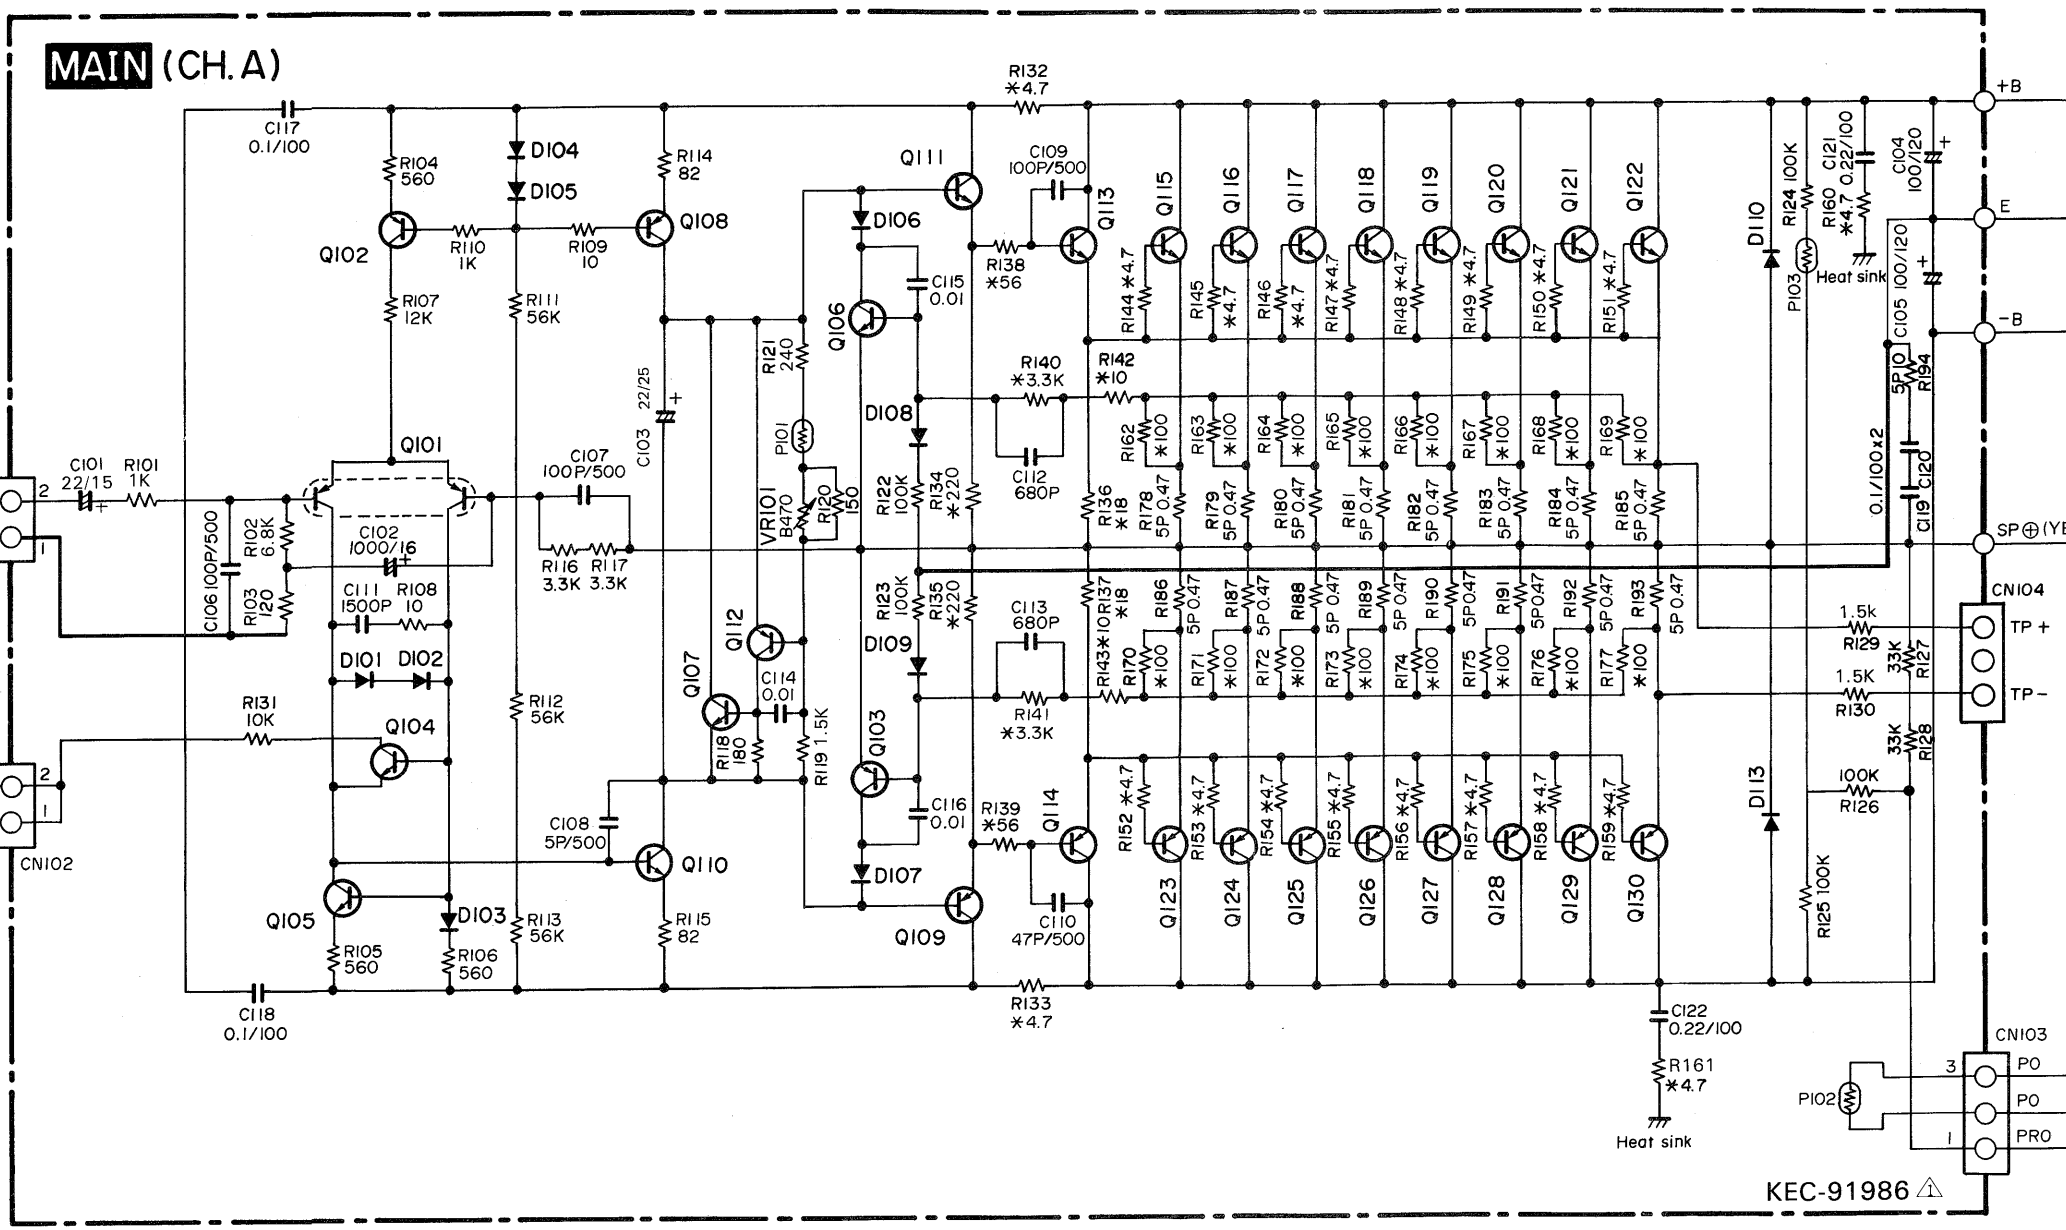 MAIN (CH. A)
R132
*4.7
+B
C117
0.1/100
D104
R104
560
D105
R114
82
Q111
C109
100P/500
Q113
Q115
Q116
Q117
Q118
Q119
Q120
Q121
Q122
D110
R124 100K
R160
*4.7
C121
0.22/100
C104
100/120
+
E
Q102
R110
1K
R109
10
Q108
D106
R138
*56
P103
Heat sink
C105 100/120
+
-B
R107
12K
R111
56K
C115
0.01
Q106
R144 *4.7
R145
*4.7
R146
*4.7
R147 *4.7
R148 *4.7
R149 *4.7
R150 *4.7
R151 *4.7
R121
240
R140
*3.3K
R142
*10
5P 10
R194
22/25
+
C103
D108
P101
Q101
C107
100P/500
C112
680P
R162
*100
R163
*100
R164
*100
R165
*100
R166
*100
R167
*100
R168
*100
R169
*100
0.1/100x2
C120
C119
2
C101
22/15
+
R101
1K
VR101
B470
R120
150
R122
100K
R134
*220
R136
*18
R178
5P 0.47
R179
5P 0.47
R180
5P 0.47
R181
5P 0.47
R182
5P 0.47
R183
5P 0.47
R184
5P 0.47
R185
5P 0.47
SP⊕(YE
1
C106 100P/500
R102
6.8K
C102
1000/16
+
R116
3.3K
R117
3.3K
R103
120
C111
1500P
R108
10
R123
100K
R135
*220
C113
680P
R137
*18
R186
5P 0.47
R187
5P 0.47
R188
5P 0.47
R189
5P 0.47
R190
5P 0.47
R191
5P 0.47
R192
5P 0.47
R193
5P 0.47
CN104
1.5k
R129
TP+
D101
D102
Q112
D109
R143 *10
R170
*100
R171
*100
R172
*100
R173
*100
R174
*100
R175
*100
R176
*100
R177
*100
33K
R127
1.5K
R130
TP-
R131
10K
Q104
R112
56K
Q107
C114
0.01
R118
180
R119 1.5K
Q103
R141
*3.3K
33K
R128
2
1
CN102
C108
5P/500
C116
0.01
R139
*56
Q114
R152 *4.7
R153 *4.7
R154 *4.7
R155 *4.7
R156 *4.7
R157 *4.7
R158 *4.7
R159 *4.7
D113
100K
R126
Q110
D107
Q105
D103
R113
56K
R115
82
Q109
C110
47P/500
Q123
Q124
Q125
Q126
Q127
Q128
Q129
Q130
R125 100K
R105
560
R106
560
C118
0.1/100
R133
*4.7
C122
0.22/100
R161
*4.7
Heat sink
CN103
P102
3
PO
PO
1
PRO
KEC-91986 1